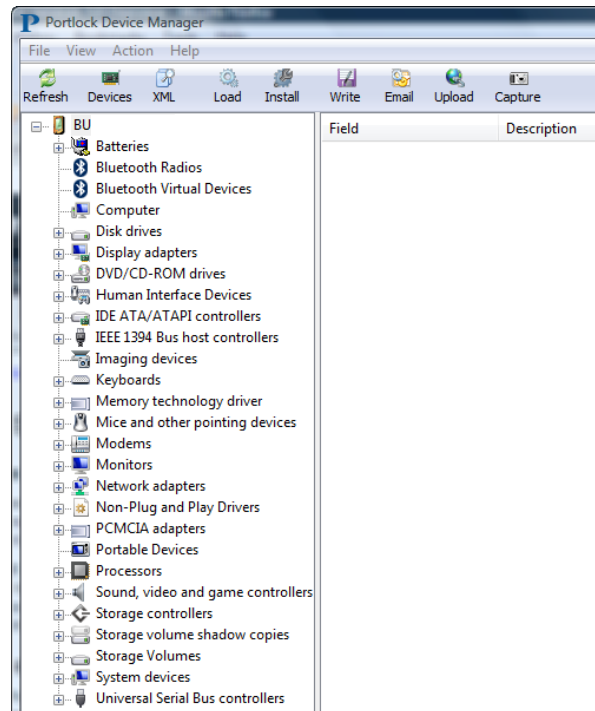 Portlock Device Manager
File View Action Help
Refresh Devices XML Load Install Write Email Upload Capture
BU
Field Description
Batteries
Bluetooth Radios
Bluetooth Virtual Devices
Computer
Disk drives
Display adapters
DVD/CD-ROM drives
Human Interface Devices
IDE ATA/ATAPI controllers
IEEE 1394 Bus host controllers
Imaging devices
Keyboards
Memory technology driver
Mice and other pointing devices
Modems
Monitors
Network adapters
Non-Plug and Play Drivers
PCMCIA adapters
Portable Devices
Processors
Sound, video and game controllers
Storage controllers
Storage volume shadow copies
Storage Volumes
System devices
Universal Serial Bus controllers